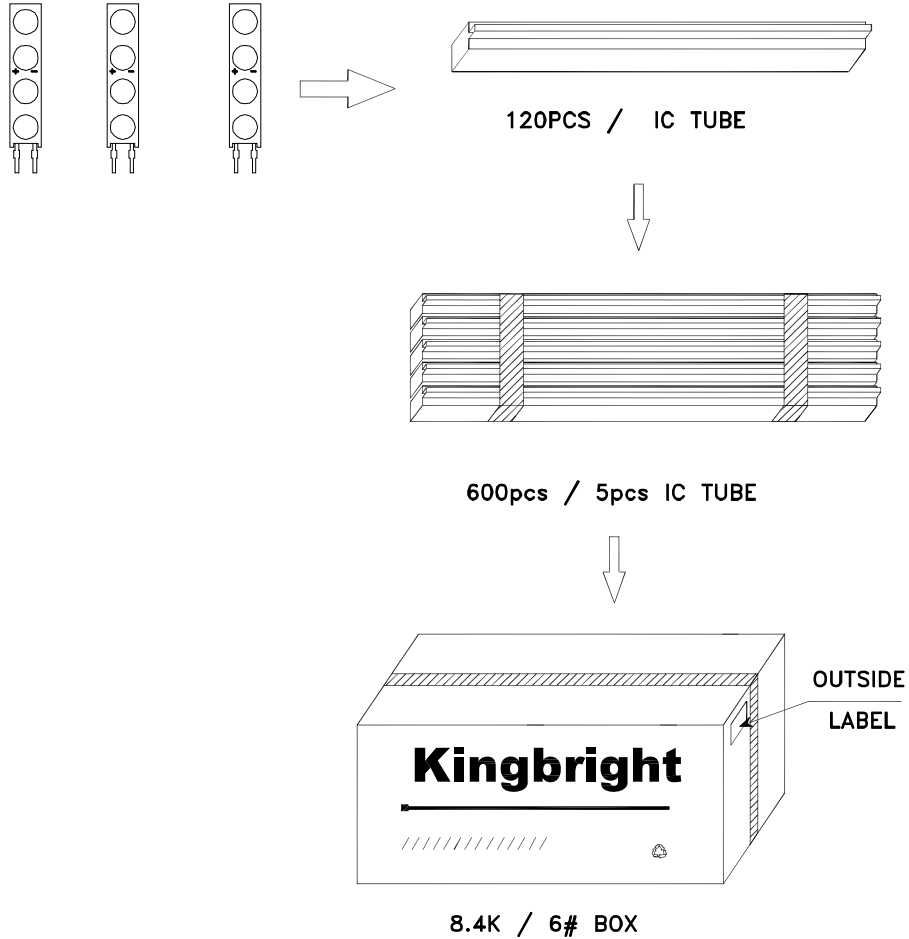 120PCS / IC TUBE
600pcs / 5pcs IC TUBE
OUTSIDE
LABEL
Kingbright
8.4K / 6# BOX